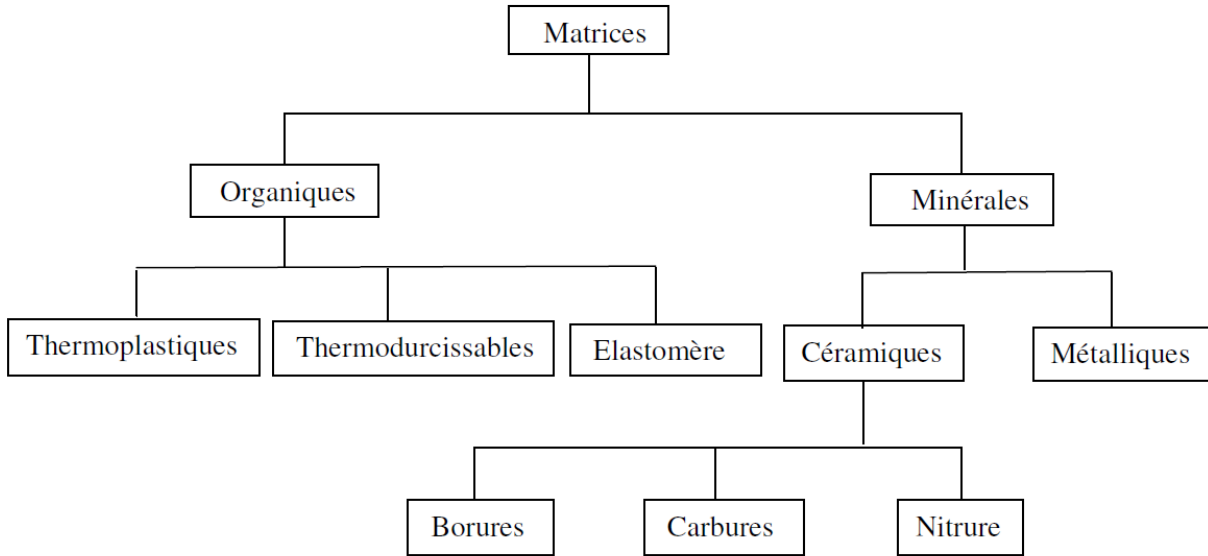 Matrices
Organiques
Minérales
Thermoplastiques
Thermodurcissables
Elastomère
Céramiques
Métalliques
Borures
Carbures
Nitrure